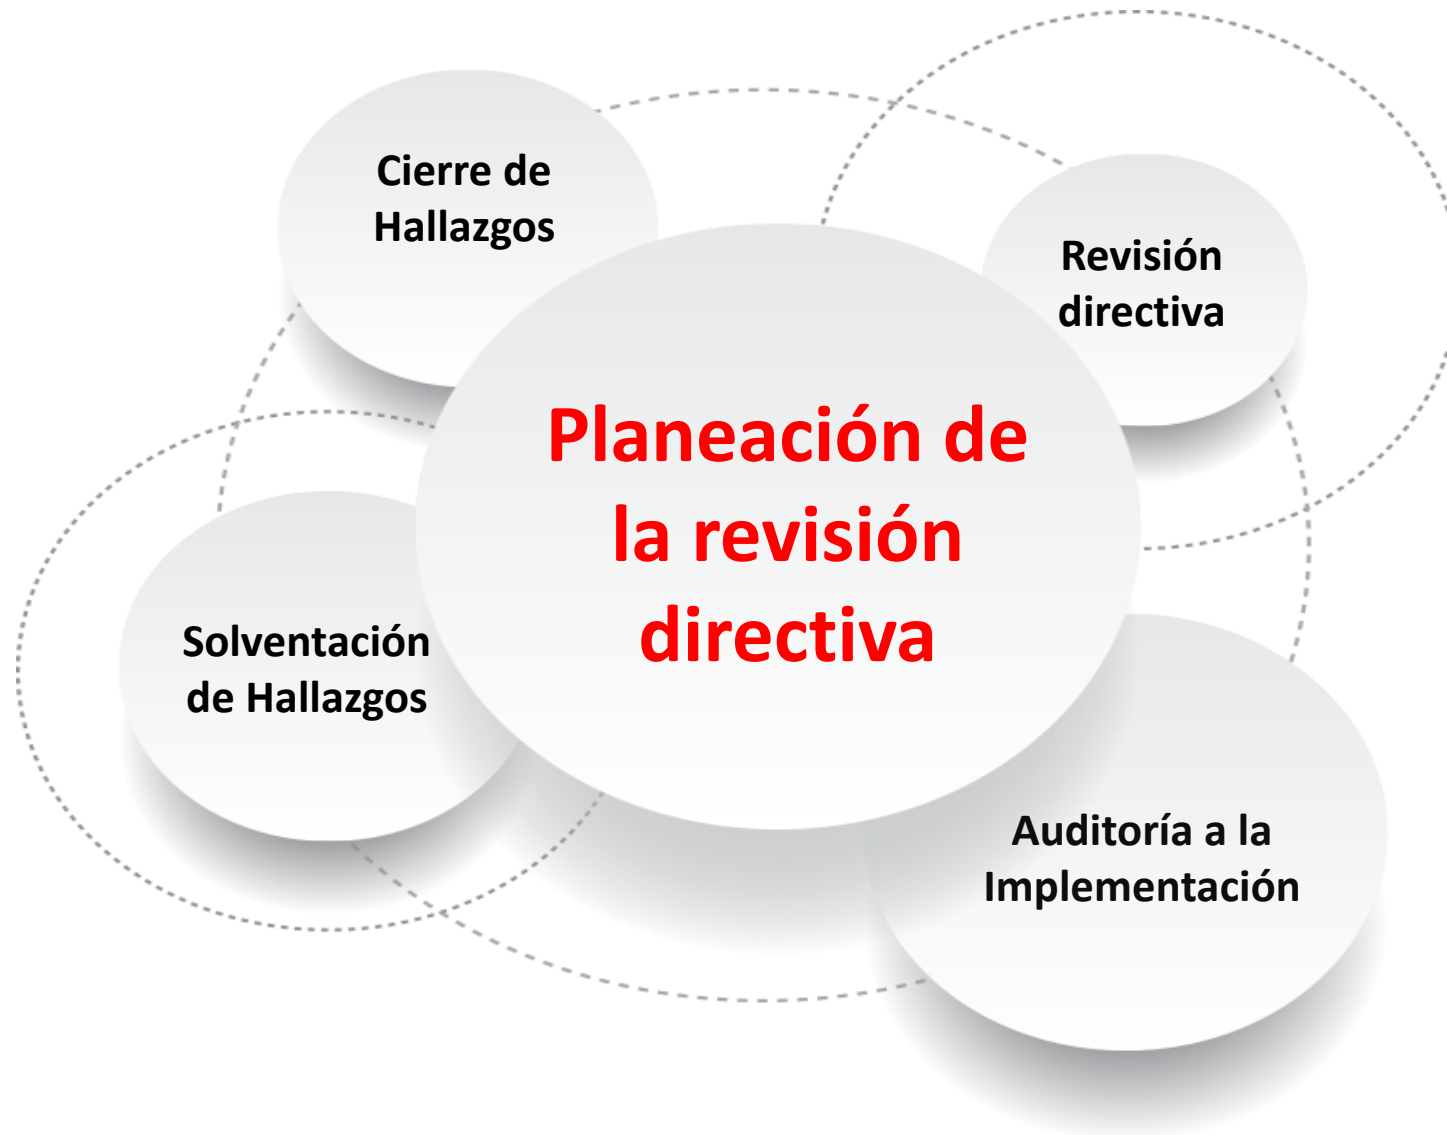 Cierre de
Hallazgos
Revisión
directiva
Planeación de
la revisión
directiva
Solventación
de Hallazgos
Auditoría a la
Implementación